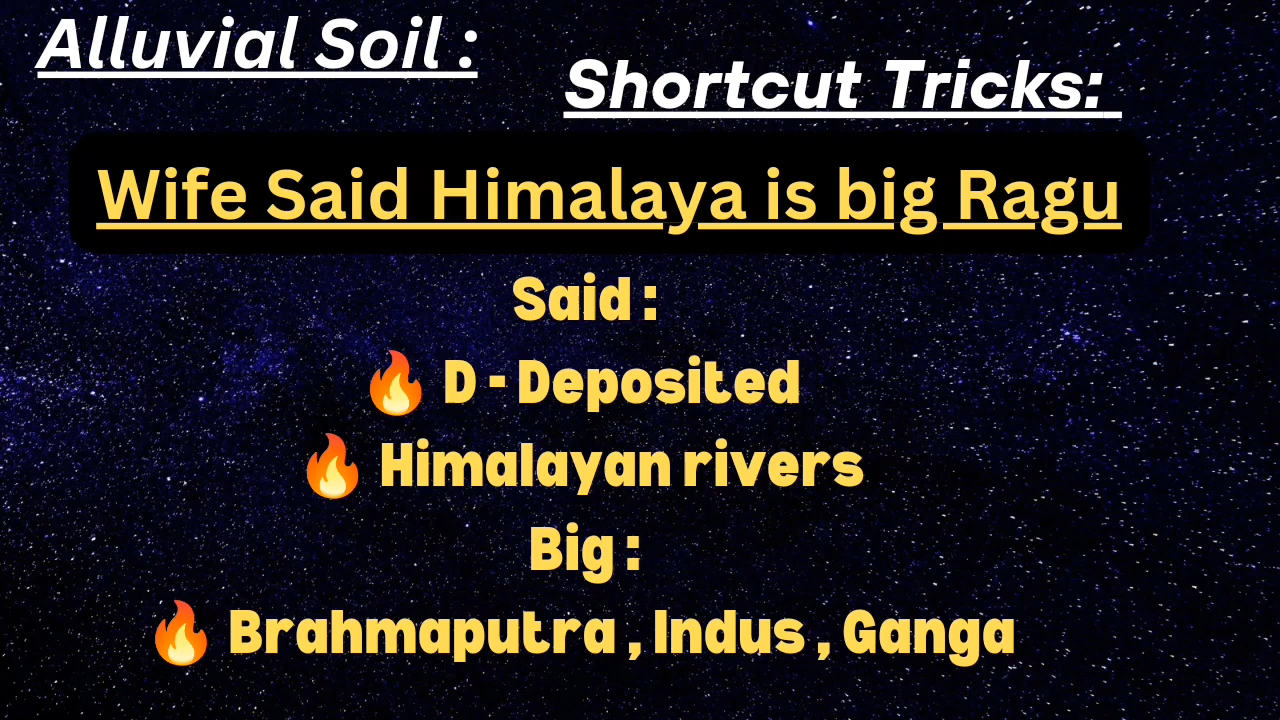 Alluvial Soil :
Shortcut Tricks:
Wife Said Himalaya is big Ragu
Said :
🔥 D - Deposited
🔥 Himalayan rivers
Big :
🔥 Brahmaputra , Indus , Ganga